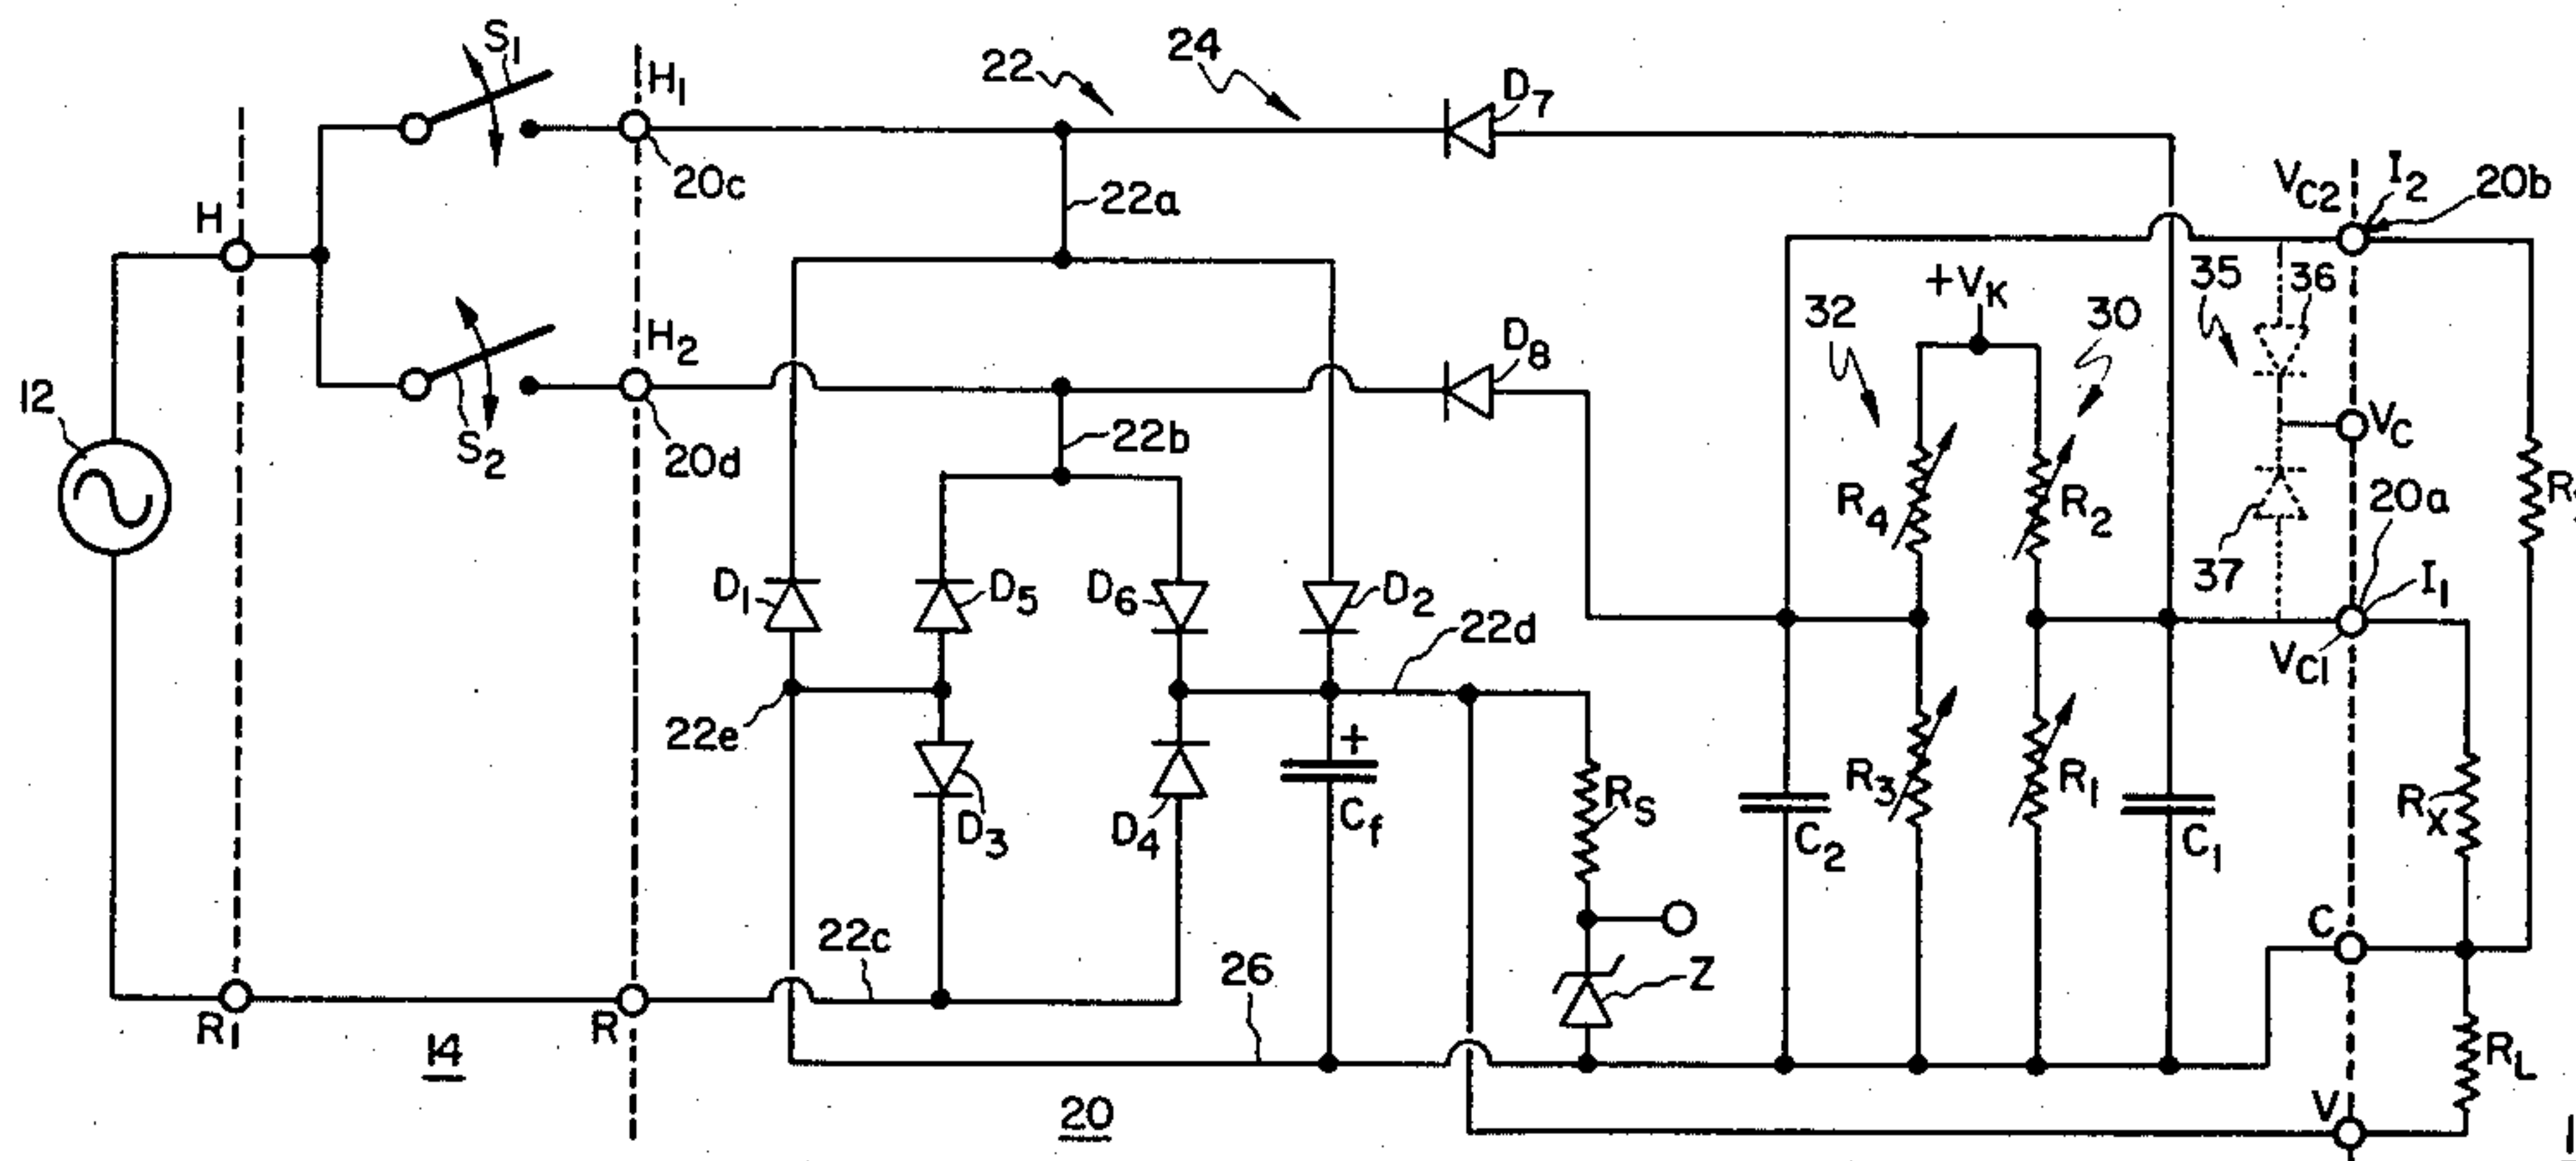 S1
H1
22
24
D7
20c
22a
VC2
I2
20b
H
35
36
+VK
32
30
H2
D8
VC
12
S2
20d
22b
R4
R2
20a
37
I1
D1
D5
D6
D2
22d
VC1
22e
+
R3
R1
RX
RS
D3
D4
Cf
C2
C1
22c
C
26
Z
R1
R
14
RL
20
V